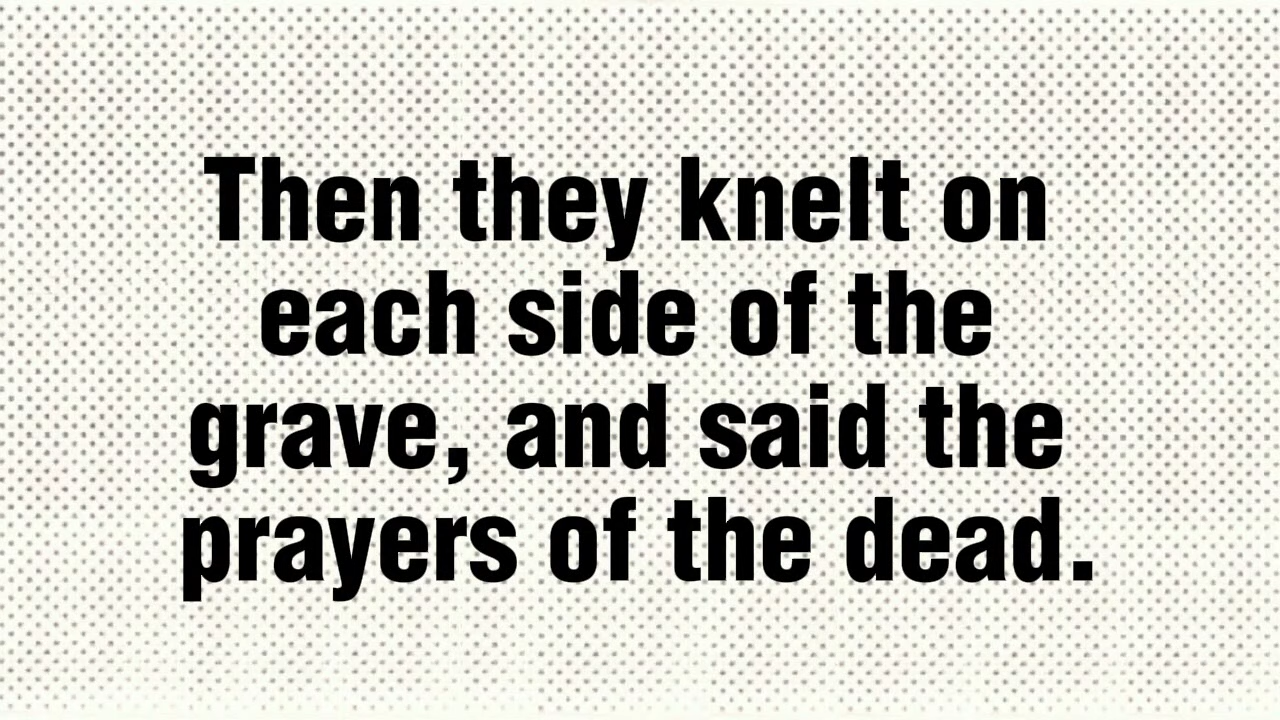 Then they knelt on
each side of the
grave, and said the
prayers of the dead.